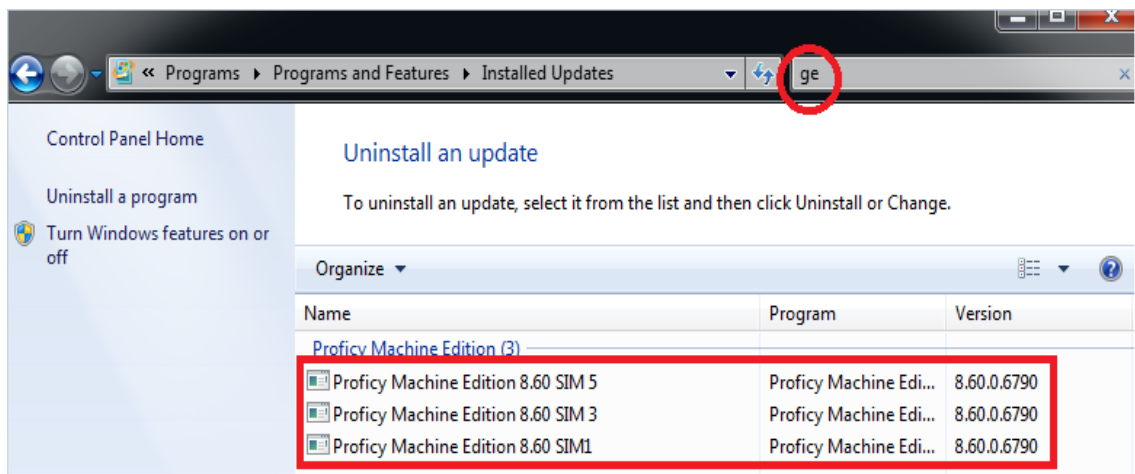 « Programs ▸ Programs and Features ▸ Installed Updates
ge
Control Panel Home
Uninstall a program
Turn Windows features on or
off
Uninstall an update
To uninstall an update, select it from the list and then click Uninstall or Change.
Organize
Name Program Version
Proficy Machine Edition (3)
Proficy Machine Edition 8.60 SIM 5 Proficy Machine Edi... 8.60.0.6790
Proficy Machine Edition 8.60 SIM 3 Proficy Machine Edi... 8.60.0.6790
Proficy Machine Edition 8.60 SIM1 Proficy Machine Edi... 8.60.0.6790